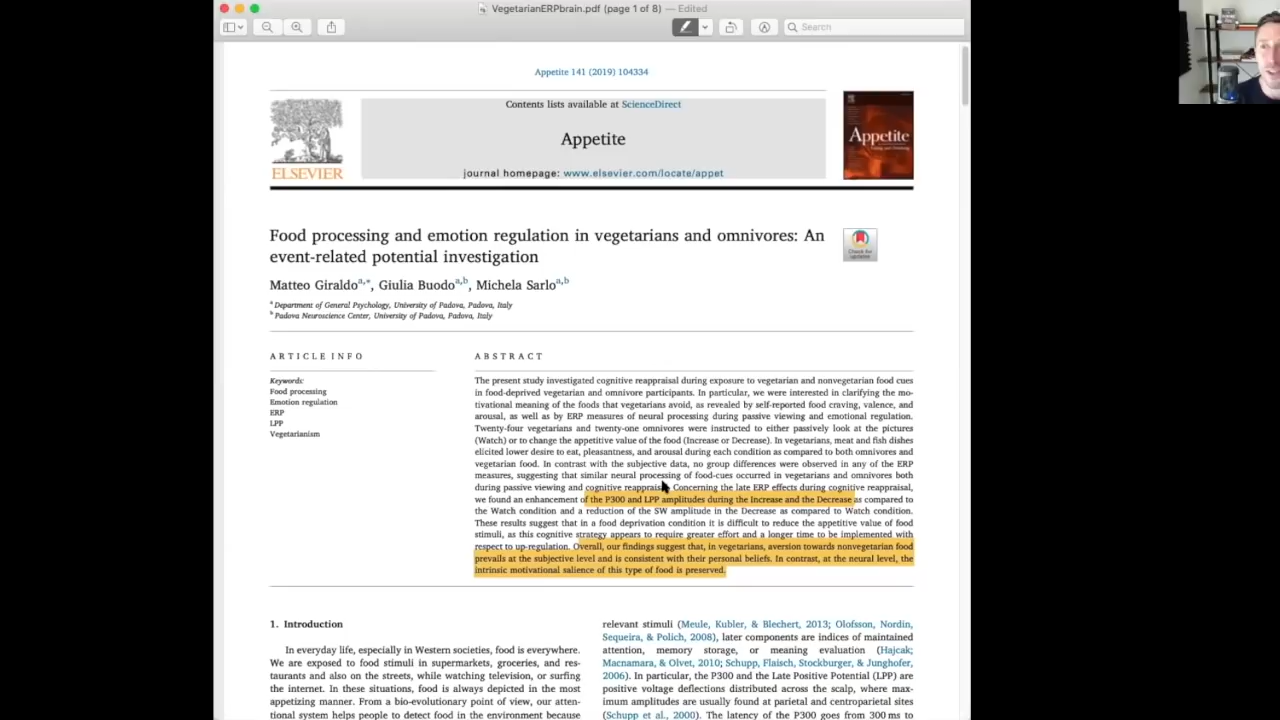 VegetarianERPbrain.pdf (page 1 of 8) — Edited
Search
Appetite 141 (2019) 104334
Contents lists available at ScienceDirect
Appetite
journal homepage: www.elsevier.com/locate/appet
ELSEVIER
Appetite
Food processing and emotion regulation in vegetarians and omnivores: An
event-related potential investigation
Check for
updates
Matteo Giraldoa,*, Giulia Buodoa,b, Michela Sarloa,b
a Department of General Psychology, University of Padova, Padova, Italy
b Padova Neuroscience Center, University of Padova, Padova, Italy
ARTICLE INFO
Keywords:
Food processing
Emotion regulation
ERP
LPP
Vegetarianism
ABSTRACT
The present study investigated cognitive reappraisal during exposure to vegetarian and nonvegetarian food cues
in food-deprived vegetarian and omnivore participants. In particular, we were interested in clarifying the mo-
tivational meaning of the foods that vegetarians avoid, as revealed by self-reported food craving, valence, and
arousal, as well as by ERP measures of neural processing during passive viewing and emotional regulation.
Twenty-four vegetarians and twenty-one omnivores were instructed to either passively look at the pictures
(Watch) or to change the appetitive value of the food (Increase or Decrease). In vegetarians, meat and fish dishes
elicited lower desire to eat, pleasantness, and arousal during each condition as compared to both omnivores and
vegetarian food. In contrast with the subjective data, no group differences were observed in any of the ERP
measures, suggesting that similar neural processing of food-cues occurred in vegetarians and omnivores both
during passive viewing and cognitive reappraisal. Concerning the late ERP effects during cognitive reappraisal,
we found an enhancement of the P300 and LPP amplitudes during the Increase and the Decrease as compared to
the Watch condition and a reduction of the SW amplitude in the Decrease as compared to Watch condition.
These results suggest that in a food deprivation condition it is difficult to reduce the appetitive value of food
stimuli, as this cognitive strategy appears to require greater effort and a longer time to be implemented with
respect to up-regulation. Overall, our findings suggest that, in vegetarians, aversion towards nonvegetarian food
prevails at the subjective level and is consistent with their personal beliefs. In contrast, at the neural level, the
intrinsic motivational salience of this type of food is preserved.
1. Introduction
In everyday life, especially in Western societies, food is everywhere.
We are exposed to food stimuli in supermarkets, groceries, and res-
taurants and also on the streets, while watching television, or surfing
the internet. In these situations, food is always depicted in the most
appetizing manner. From a bio-evolutionary point of view, our atten-
tional system helps people to detect food in the environment because
relevant stimuli (Meule, Kubler, & Blechert, 2013; Olofsson, Nordin,
Sequeira, & Polich, 2008), later components are indices of maintained
attention, memory storage, or meaning evaluation (Hajcak;
Macnamara, & Olvet, 2010; Schupp, Flaisch, Stockburger, & Junghofer,
2006). In particular, the P300 and the Late Positive Potential (LPP) are
positive voltage deflections distributed across the scalp, where max-
imum amplitudes are usually found at parietal and centroparietal sites
(Schupp et al., 2000). The latency of the P300 goes from 300 ms to